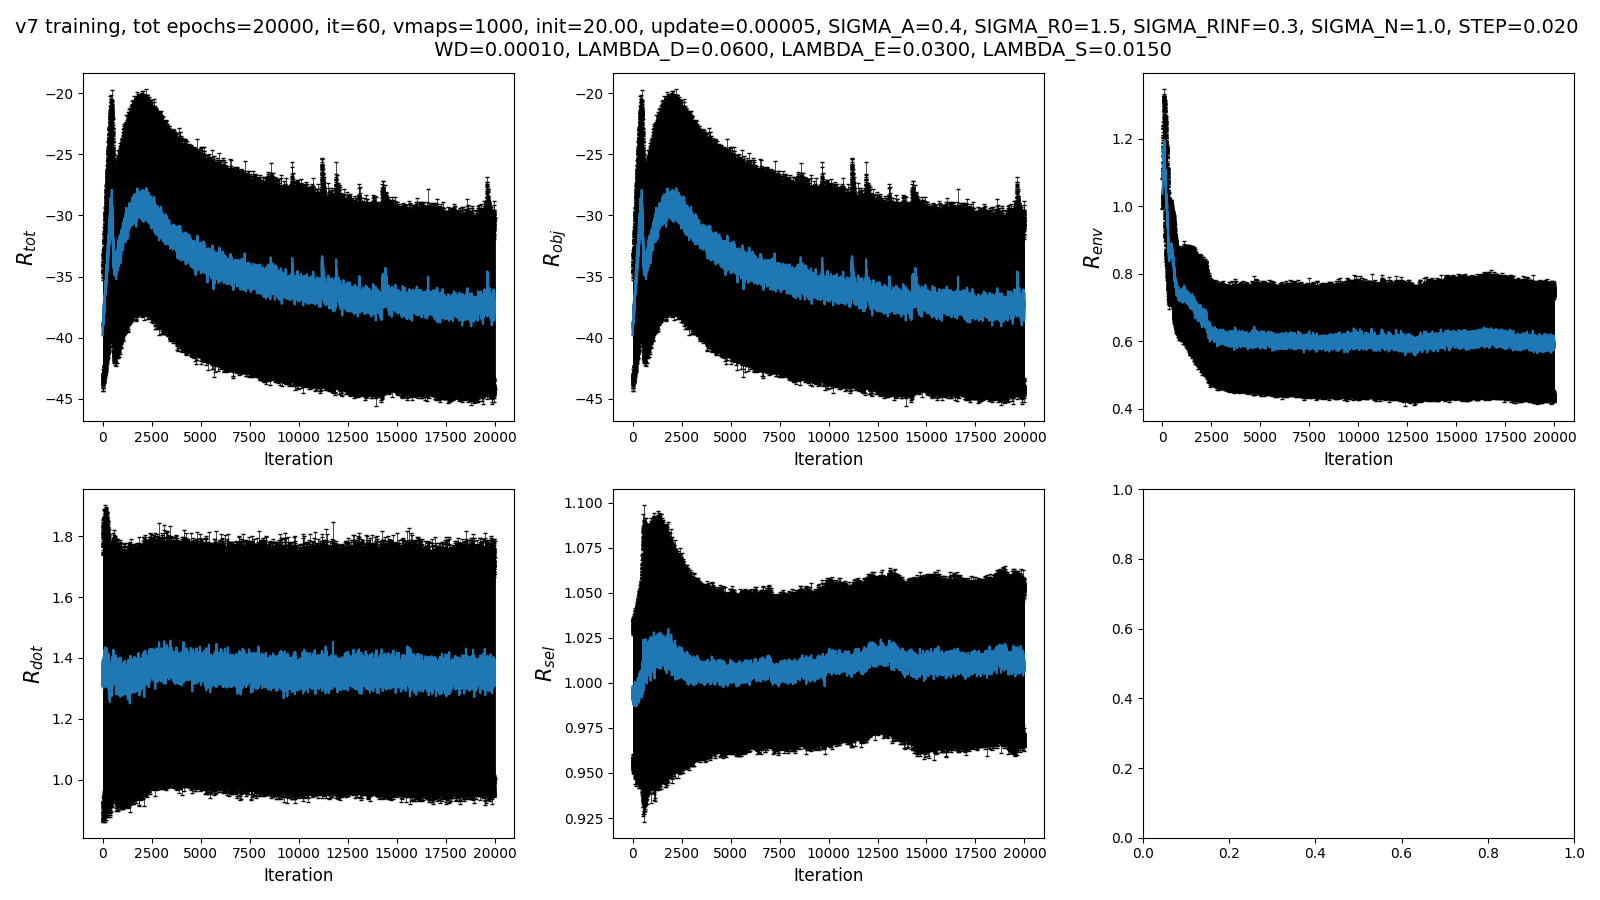 v7 training, tot epochs=20000, it=60, vmaps=1000, init=20.00, update=0.00005, SIGMA_A=0.4, SIGMA_R0=1.5, SIGMA_RINF=0.3, SIGMA_N=1.0, STEP=0.020
WD=0.00010, LAMBDA_D=0.0600, LAMBDA_E=0.0300, LAMBDA_S=0.0150
R_tot
−20
−25
−30
−35
−40
−45
0 2500 5000 7500 10000 12500 15000 17500 20000
Iteration
R_obj
−20
−25
−30
−35
−40
−45
0 2500 5000 7500 10000 12500 15000 17500 20000
Iteration
R_env
1.2
1.0
0.8
0.6
0.4
0 2500 5000 7500 10000 12500 15000 17500 20000
Iteration
R_dot
1.8
1.6
1.4
1.2
1.0
0 2500 5000 7500 10000 12500 15000 17500 20000
Iteration
R_sel
1.100
1.075
1.050
1.025
1.000
0.975
0.950
0.925
0 2500 5000 7500 10000 12500 15000 17500 20000
Iteration
1.0
0.8
0.6
0.4
0.2
0.0
0.0 0.2 0.4 0.6 0.8 1.0